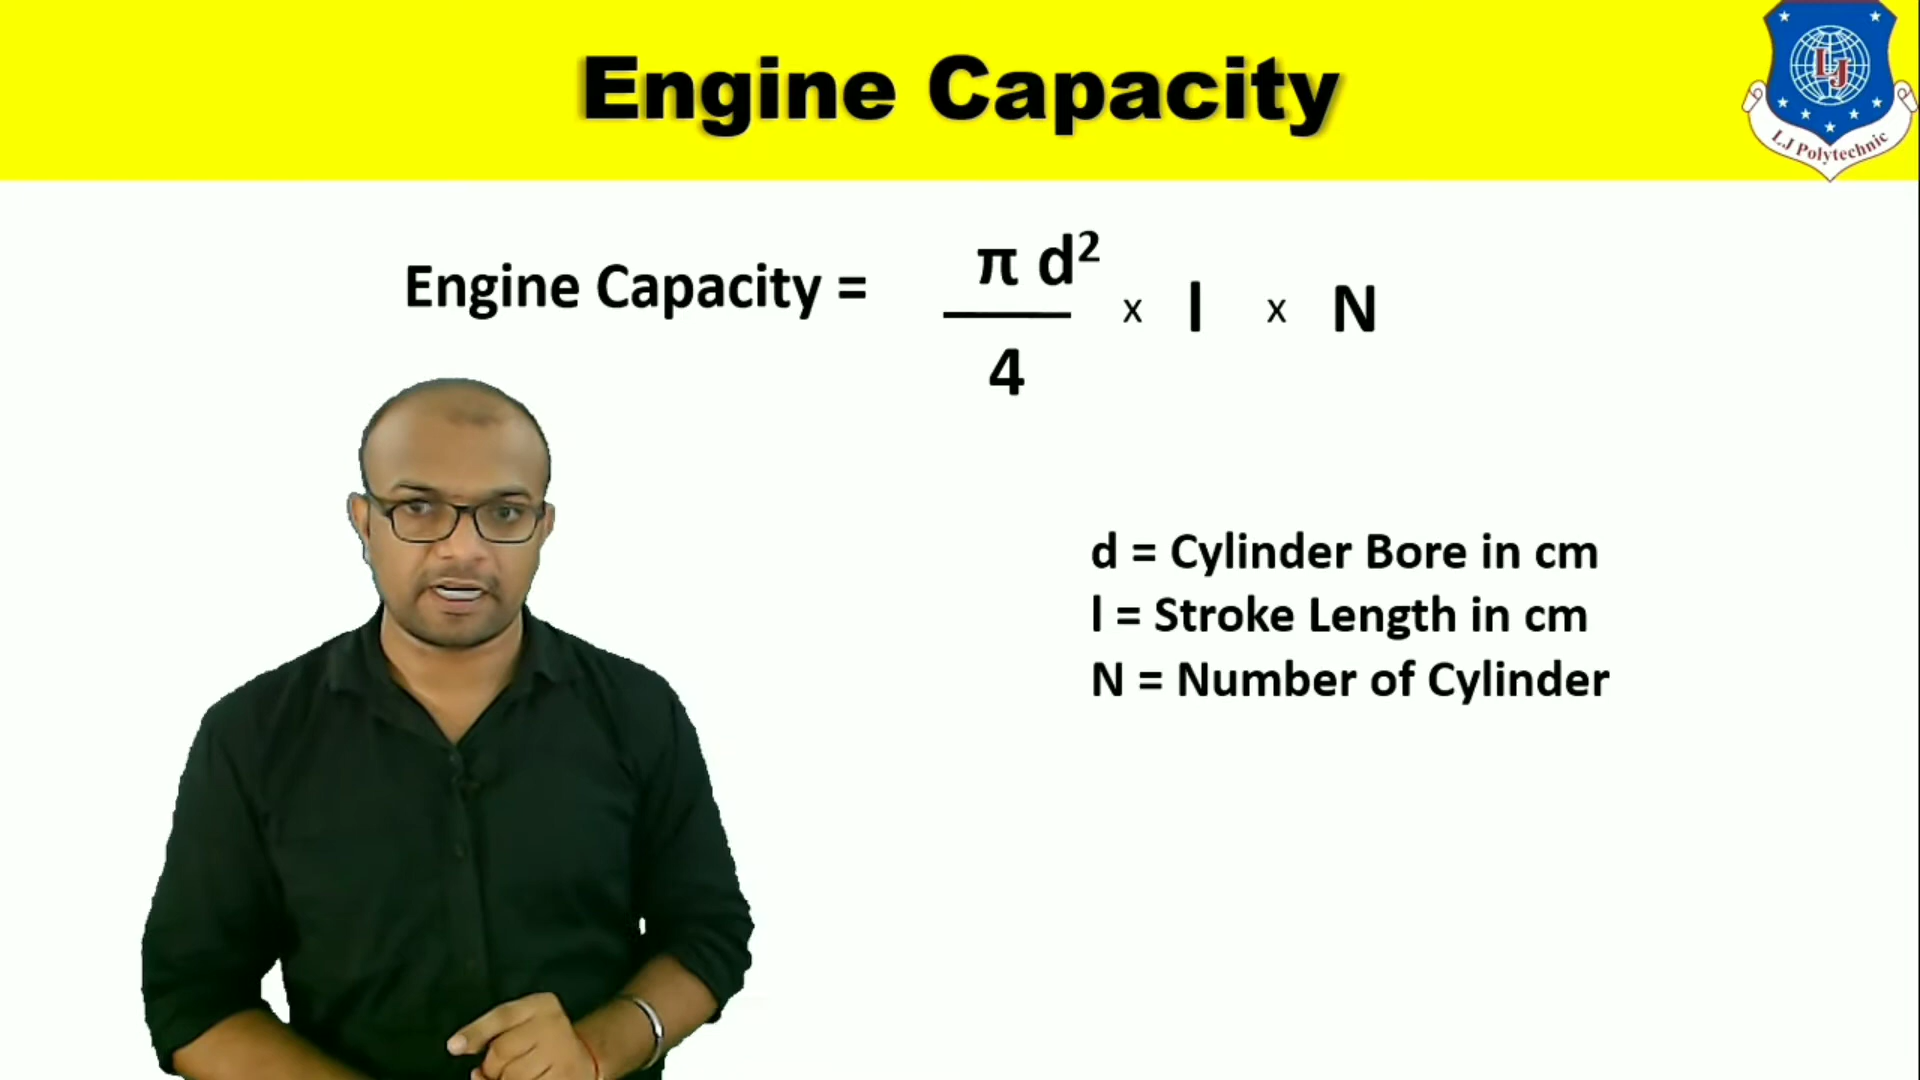 Engine Capacity
LJ
L.J Polytechnic
Engine Capacity = π d² / 4 x l x N
d = Cylinder Bore in cm
l = Stroke Length in cm
N = Number of Cylinder